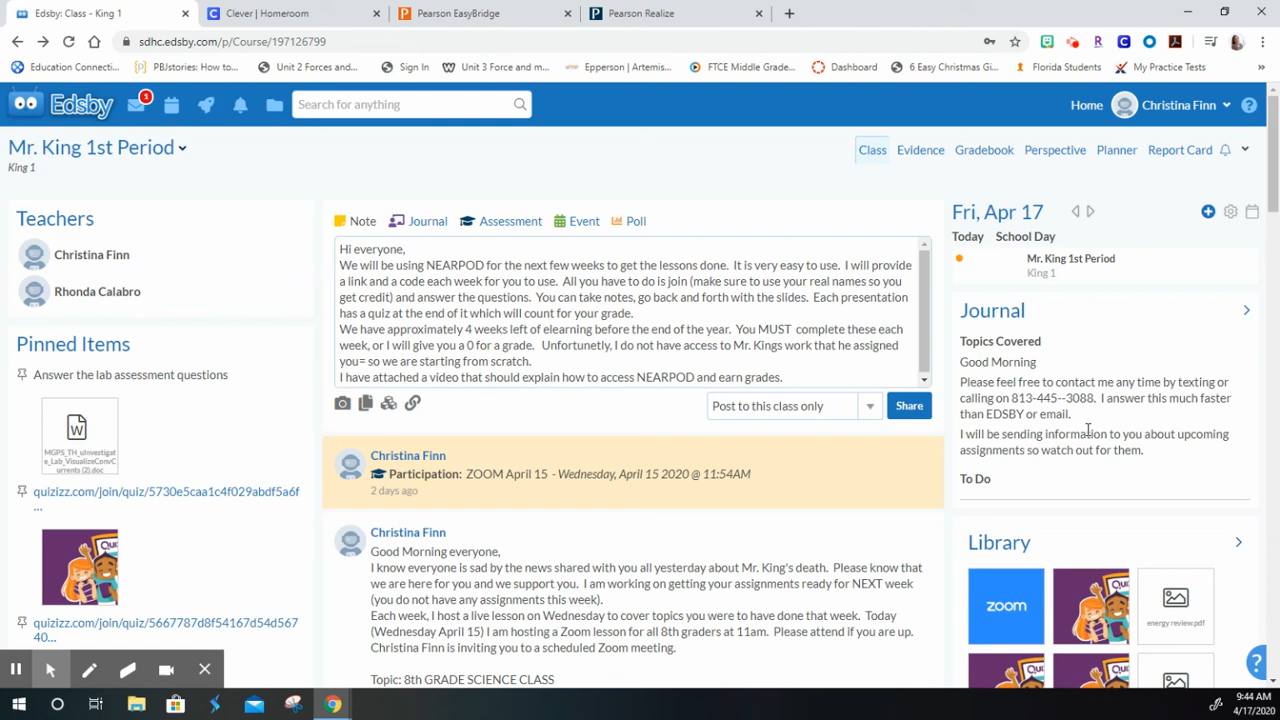 Edsby: Class - King 1
Clever | Homeroom
Pearson EasyBridge
Pearson Realize
sdhc.edsby.com/p/Course/197126799
Education Connecti...
PBJstories: How to...
Unit 2 Forces and...
Sign In
Unit 3 Force and m...
Epperson | Artemis...
FTCE Middle Grade...
Dashboard
6 Easy Christmas Gi...
Florida Students
My Practice Tests
»
Edsby
1
Search for anything
Home
Christina Finn
Mr. King 1st Period
King 1
Class
Evidence
Gradebook
Perspective
Planner
Report Card
Teachers
Christina Finn
Rhonda Calabro
Pinned Items
Answer the lab assessment questions
MGPS_TH_uInvestigat
e_Lab_VisualizeConvC
urrents (2).doc
quizizz.com/join/quiz/5730e5caa1c4f029abdf5a6f
...
quizizz.com/join/quiz/5667787d8f54167d54d567
40...
Note
Journal
Assessment
Event
Poll
Hi everyone,
We will be using NEARPOD for the next few weeks to get the lessons done. It is very easy to use. I will provide
a link and a code each week for you to use. All you have to do is join (make sure to use your real names so you
get credit) and answer the questions. You can take notes, go back and forth with the slides. Each presentation
has a quiz at the end of it which will count for your grade.
We have approximately 4 weeks left of elearning before the end of the year. You MUST complete these each
week, or I will give you a 0 for a grade. Unfortunetly, I do not have access to Mr. Kings work that he assigned
you= so we are starting from scratch.
I have attached a video that should explain how to access NEARPOD and earn grades.
Post to this class only
Share
Christina Finn
Participation: ZOOM April 15 - Wednesday, April 15 2020 @ 11:54AM
2 days ago
Christina Finn
Good Morning everyone,
I know everyone is sad by the news shared with you all yesterday about Mr. King's death. Please know that
we are here for you and we support you. I am working on getting your assignments ready for NEXT week
(you do not have any assignments this week).
Each week, I host a live lesson on Wednesday to cover topics you were to have done that week. Today
(Wednesday April 15) I am hosting a Zoom lesson for all 8th graders at 11am. Please attend if you are up.
Christina Finn is inviting you to a scheduled Zoom meeting.
Topic: 8th GRADE SCIENCE CLASS
Fri, Apr 17
Today
School Day
Mr. King 1st Period
King 1
Journal
Topics Covered
Good Morning
Please feel free to contact me any time by texting or
calling on 813-445--3088. I answer this much faster
than EDSBY or email.
I will be sending information to you about upcoming
assignments so watch out for them.
To Do
Library
zoom
energy review.pdf
9:44 AM
4/17/2020